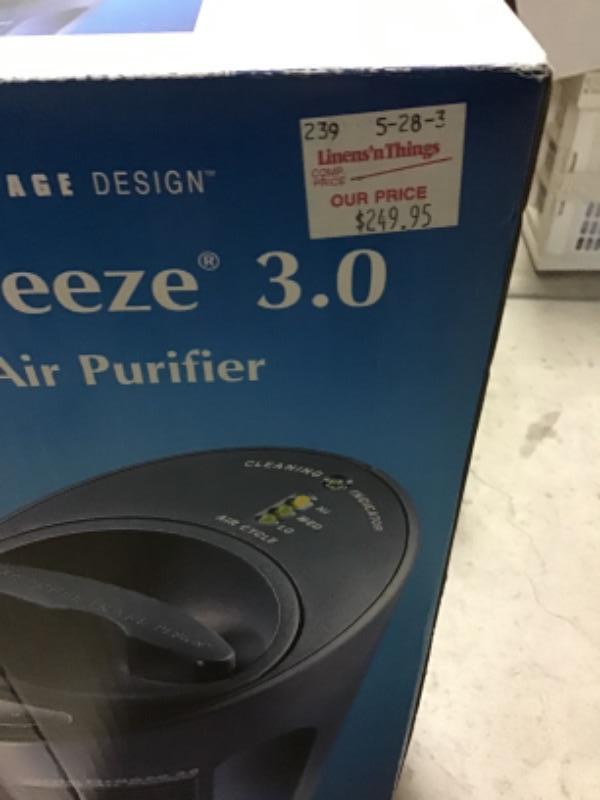 239 5-28-3
Linens'nThings
COMP. PRICE
OUR PRICE
$249.95
AGE DESIGN™
eeze® 3.0
Air Purifier
CLEANING INDICATOR
HI
MED
LO
AIR CYCLE